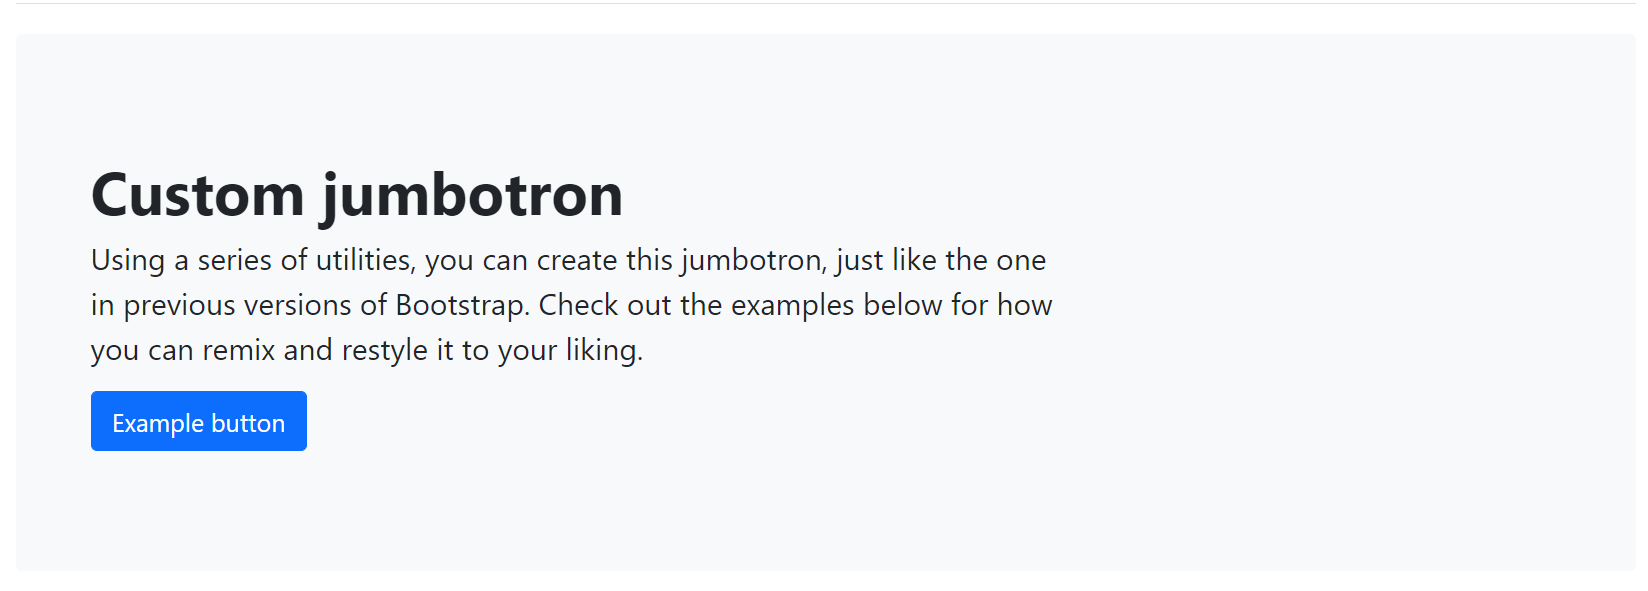 Custom jumbotron
Using a series of utilities, you can create this jumbotron, just like the one
in previous versions of Bootstrap. Check out the examples below for how
you can remix and restyle it to your liking.
Example button